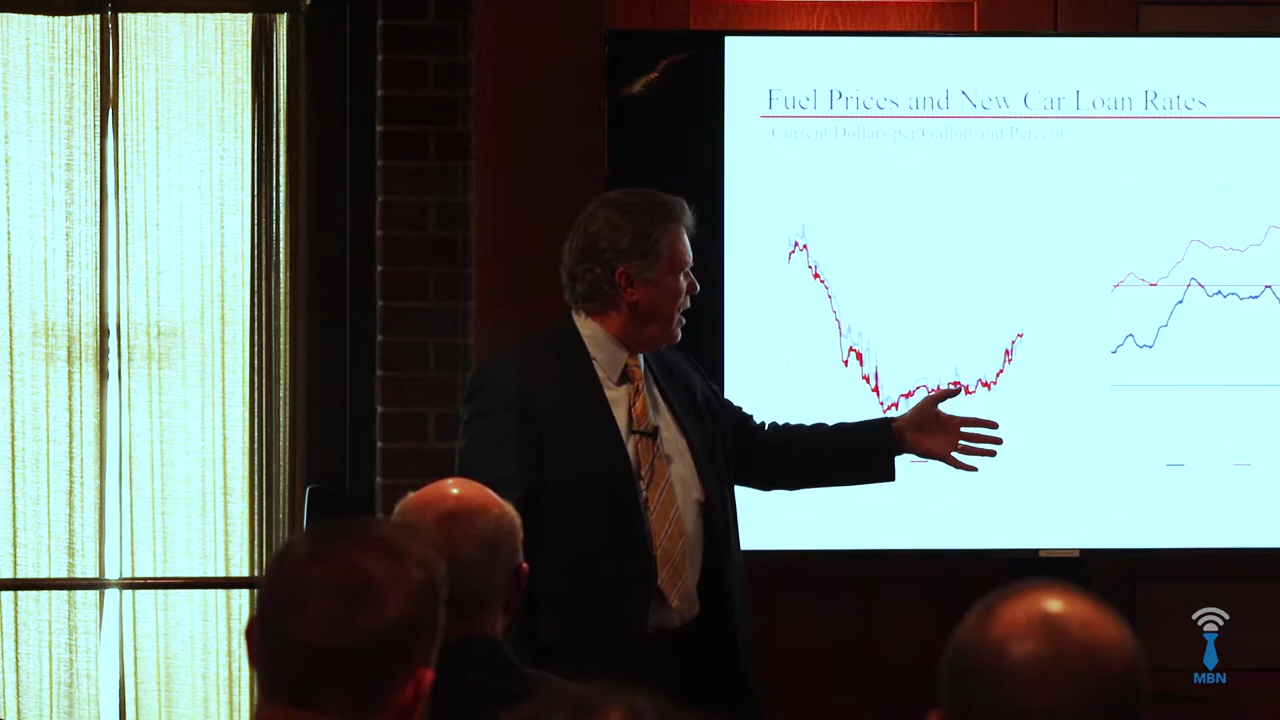 Fuel Prices and New Car Loan Rates
Current Dollars per Gallon and Percent
MBN